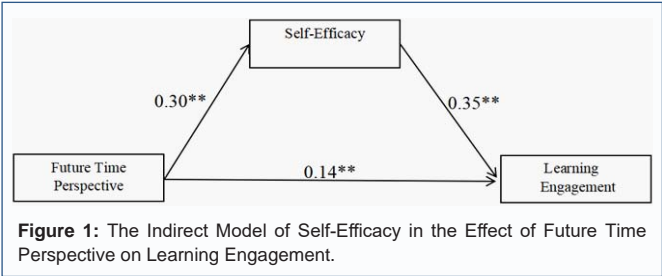 Self-Efficacy
0.30**
0.35**
Future Time
Perspective
0.14**
Learning
Engagement
Figure 1: The Indirect Model of Self-Efficacy in the Effect of Future Time
Perspective on Learning Engagement.